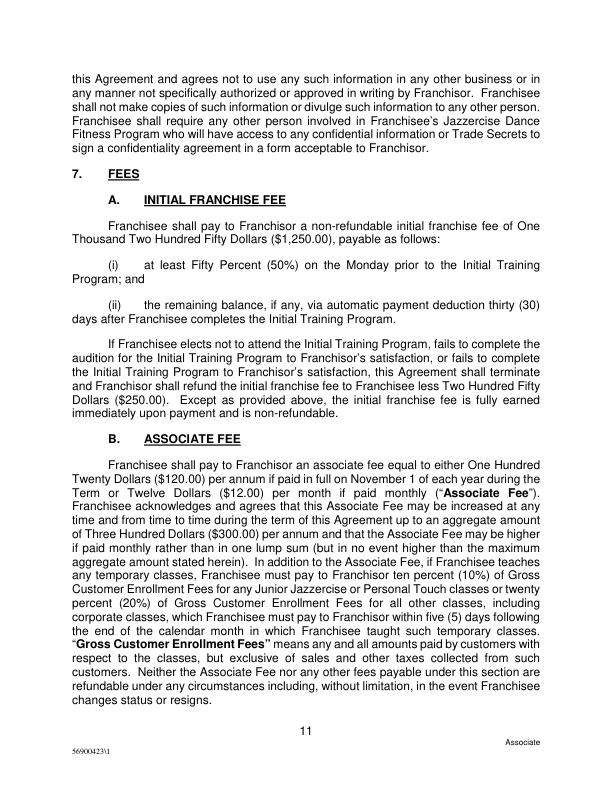 this Agreement and agrees not to use any such information in any other business or in
any manner not specifically authorized or approved in writing by Franchisor. Franchisee
shall not make copies of such information or divulge such information to any other person.
Franchisee shall require any other person involved in Franchisee's Jazzercise Dance
Fitness Program who will have access to any confidential information or Trade Secrets to
sign a confidentiality agreement in a form acceptable to Franchisor.
7. FEES
A. INITIAL FRANCHISE FEE
Franchisee shall pay to Franchisor a non-refundable initial franchise fee of One
Thousand Two Hundred Fifty Dollars ($1,250.00), payable as follows:
(i) at least Fifty Percent (50%) on the Monday prior to the Initial Training
Program; and
(ii) the remaining balance, if any, via automatic payment deduction thirty (30)
days after Franchisee completes the Initial Training Program.
If Franchisee elects not to attend the Initial Training Program, fails to complete the
audition for the Initial Training Program to Franchisor's satisfaction, or fails to complete
the Initial Training Program to Franchisor's satisfaction, this Agreement shall terminate
and Franchisor shall refund the initial franchise fee to Franchisee less Two Hundred Fifty
Dollars ($250.00). Except as provided above, the initial franchise fee is fully earned
immediately upon payment and is non-refundable.
B. ASSOCIATE FEE
Franchisee shall pay to Franchisor an associate fee equal to either One Hundred
Twenty Dollars ($120.00) per annum if paid in full on November 1 of each year during the
Term or Twelve Dollars ($12.00) per month if paid monthly ("Associate Fee").
Franchisee acknowledges and agrees that this Associate Fee may be increased at any
time and from time to time during the term of this Agreement up to an aggregate amount
of Three Hundred Dollars ($300.00) per annum and that the Associate Fee may be higher
if paid monthly rather than in one lump sum (but in no event higher than the maximum
aggregate amount stated herein). In addition to the Associate Fee, if Franchisee teaches
any temporary classes, Franchisee must pay to Franchisor ten percent (10%) of Gross
Customer Enrollment Fees for any Junior Jazzercise or Personal Touch classes or twenty
percent (20%) of Gross Customer Enrollment Fees for all other classes, including
corporate classes, which Franchisee must pay to Franchisor within five (5) days following
the end of the calendar month in which Franchisee taught such temporary classes.
"Gross Customer Enrollment Fees" means any and all amounts paid by customers with
respect to the classes, but exclusive of sales and other taxes collected from such
customers. Neither the Associate Fee nor any other fees payable under this section are
refundable under any circumstances including, without limitation, in the event Franchisee
changes status or resigns.
11
Associate
56900423\1